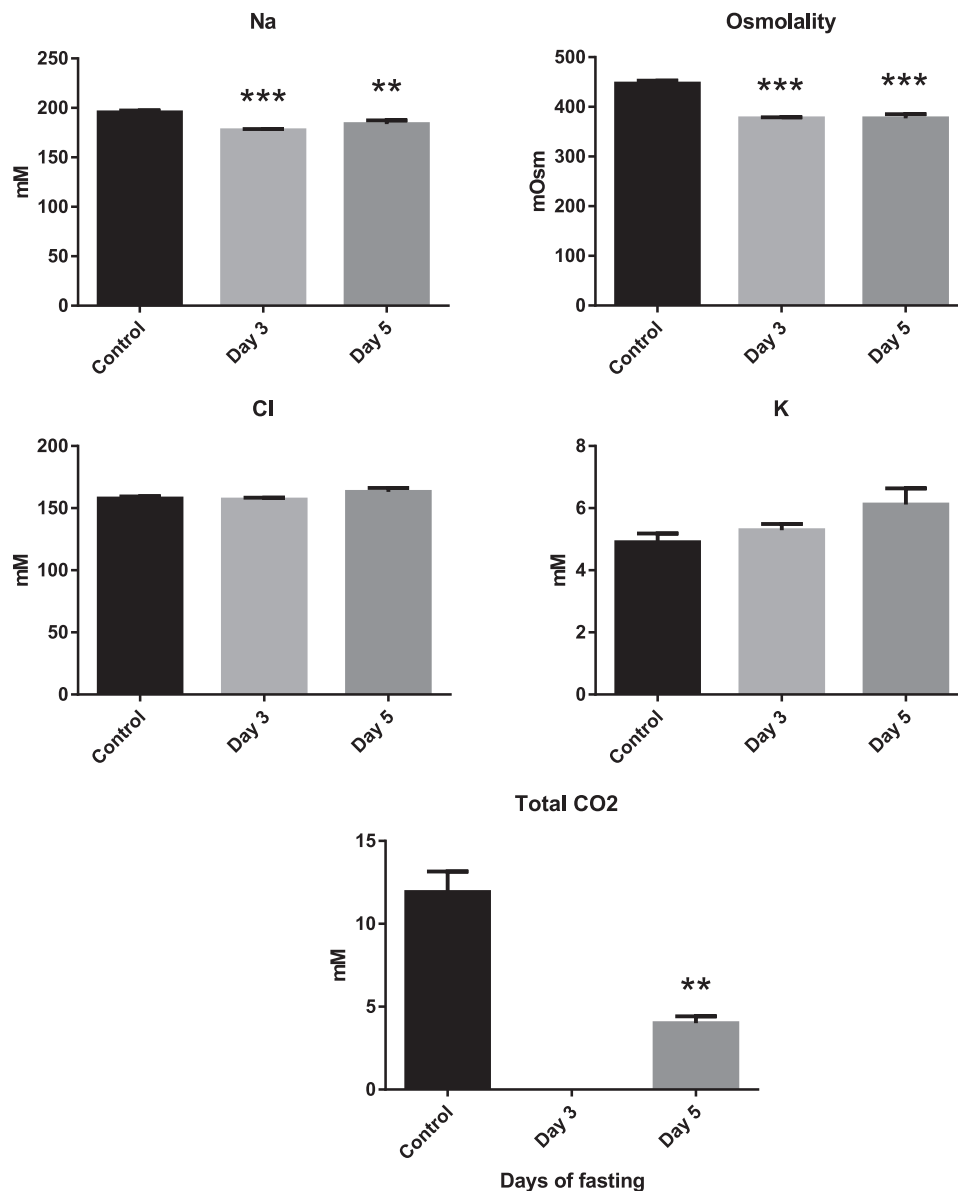 Na
250
200
150
100
50
0
mM
***
**
Control
Day 3
Day 5
Osmolality
500
400
300
200
100
0
mOsm
***
***
Control
Day 3
Day 5
Cl
200
150
100
50
0
mM
Control
Day 3
Day 5
K
8
6
4
2
0
mM
Control
Day 3
Day 5
Total CO2
15
10
5
0
mM
**
Control
Day 3
Day 5
Days of fasting